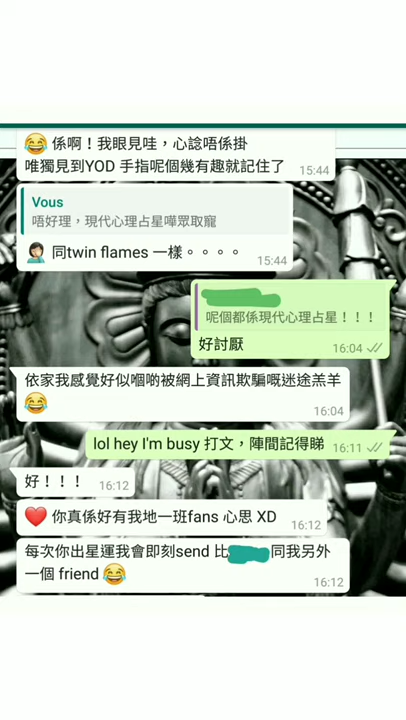 😂 係啊！我眼見哇，心諗唔係掛
唯獨見到YOD 手指呢個幾有趣就記住了
15:44
Vous
唔好理，現代心理占星嘩眾取寵
🤦🏻‍♀️ 同twin flames 一樣。。。。
15:44
呢個都係現代心理占星！！！
好討厭
16:04
依家我感覺好似嗰啲被網上資訊欺騙嘅迷途羔羊
😂
16:04
lol hey I'm busy 打文，陣間記得睇
16:11
好！！！
16:12
❤️ 你真係好有我地一班fans 心思 XD
16:12
每次你出星運我會即刻send 比
同我另外
一個 friend 😂
16:12